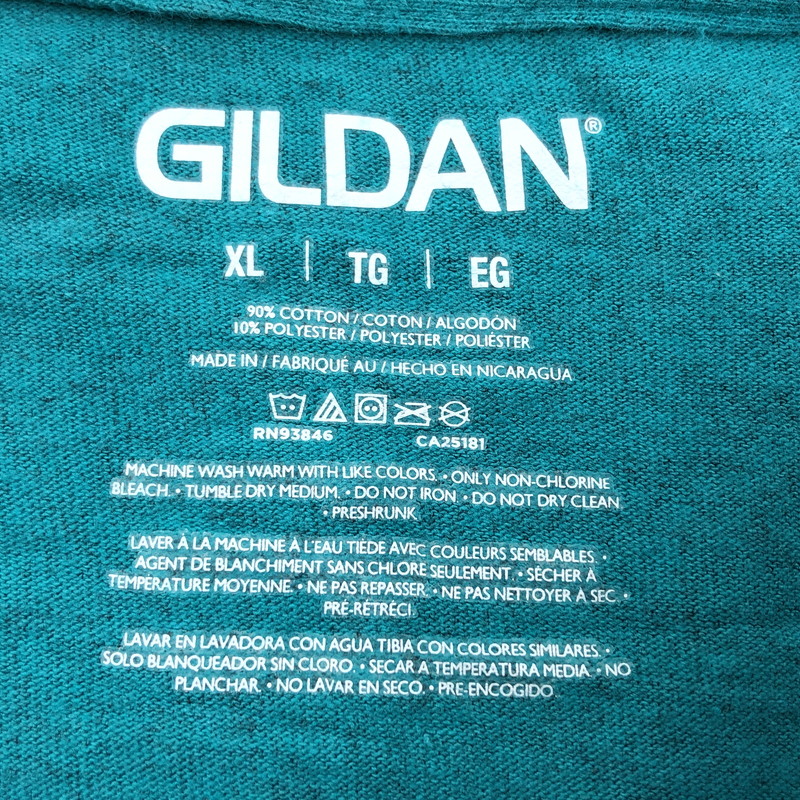 GILDAN®
XL | TG | EG
90% COTTON / COTON / ALGODÓN
10% POLYESTER / POLYESTER / POLIÉSTER
MADE IN / FABRIQUÉ AU / HECHO EN NICARAGUA
RN93846 CA25181
MACHINE WASH WARM WITH LIKE COLORS. • ONLY NON-CHLORINE
BLEACH. • TUMBLE DRY MEDIUM. • DO NOT IRON. • DO NOT DRY CLEAN.
• PRESHRUNK.
LAVER À LA MACHINE À L'EAU TIÈDE AVEC COULEURS SEMBLABLES. •
AGENT DE BLANCHIMENT SANS CHLORE SEULEMENT. • SÉCHER À
TEMPÉRATURE MOYENNE. • NE PAS REPASSER. • NE PAS NETTOYER À SEC. •
PRÉ-RÉTRÉCI.
LAVAR EN LAVADORA CON AGUA TIBIA CON COLORES SIMILARES. •
SOLO BLANQUEADOR SIN CLORO. • SECAR A TEMPERATURA MEDIA. • NO
PLANCHAR. • NO LAVAR EN SECO. • PRE-ENCOGIDO.